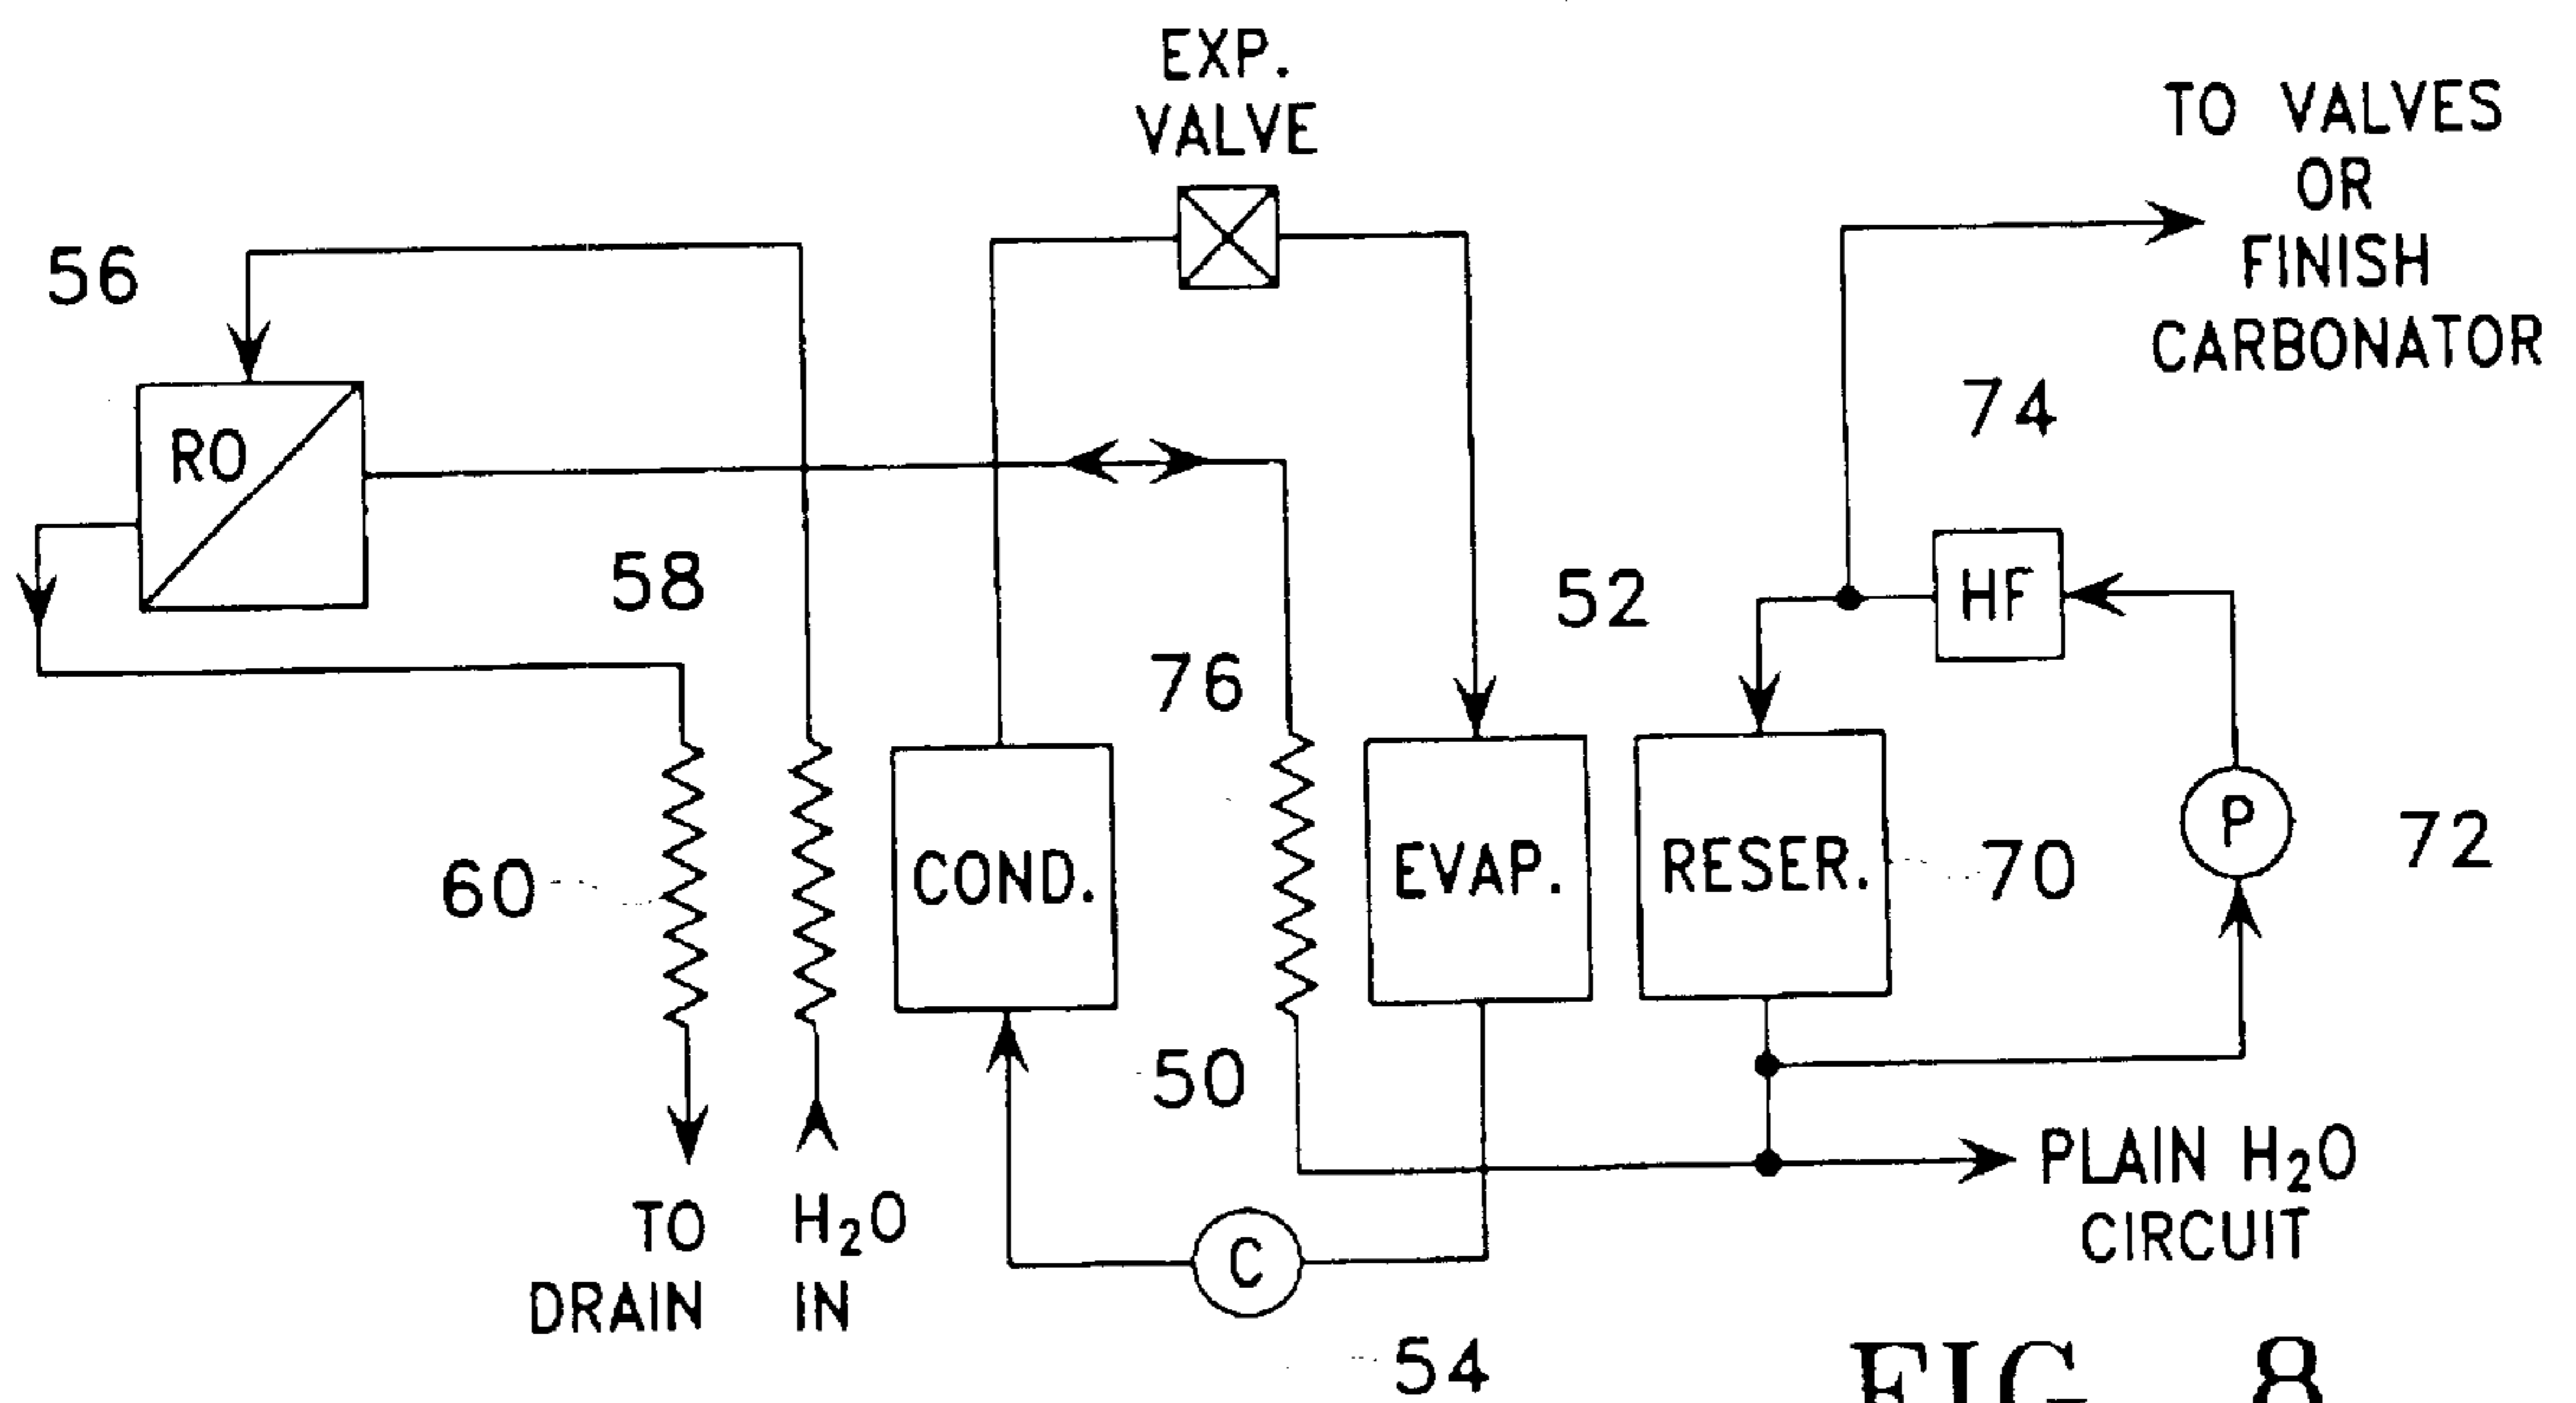 EXP.
VALVE
TO VALVES
OR
FINISH
CARBONATOR
56
74
RO
58
52
HF
76
COND.
EVAP.
RESER.
70
P
72
60
50
PLAIN H₂O
CIRCUIT
TO
DRAIN
H₂O
IN
C
54
FIG. 8